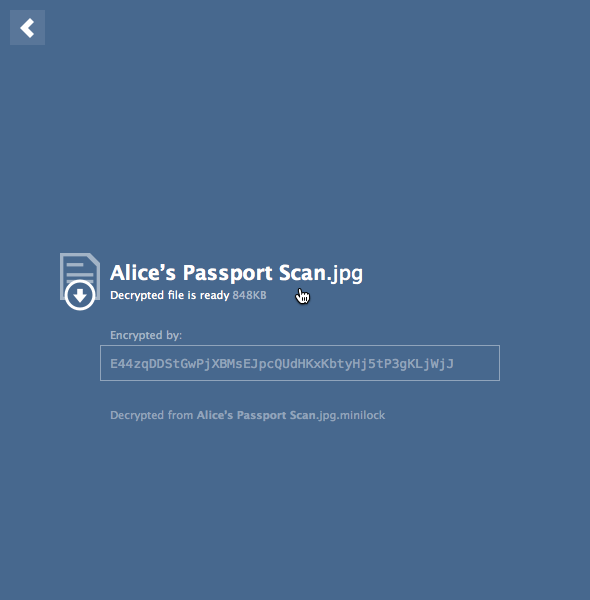 Alice’s Passport Scan.jpg
Decrypted file is ready 848KB
Encrypted by:
E44zqDDStGwPjXBMsEJpcQUdHKxKbtyHj5tP3gKLjWjJ
Decrypted from Alice’s Passport Scan.jpg.minilock